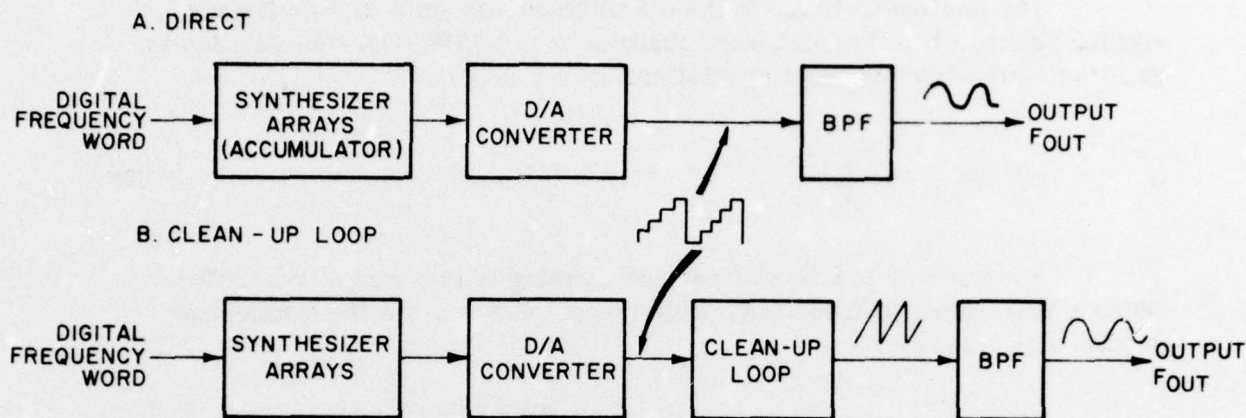 A. DIRECT
DIGITAL
FREQUENCY
WORD
SYNTHESIZER
ARRAYS
(ACCUMULATOR)
D/A
CONVERTER
BPF
OUTPUT
FOUT
B. CLEAN-UP LOOP
DIGITAL
FREQUENCY
WORD
SYNTHESIZER
ARRAYS
D/A
CONVERTER
CLEAN-UP
LOOP
BPF
OUTPUT
FOUT